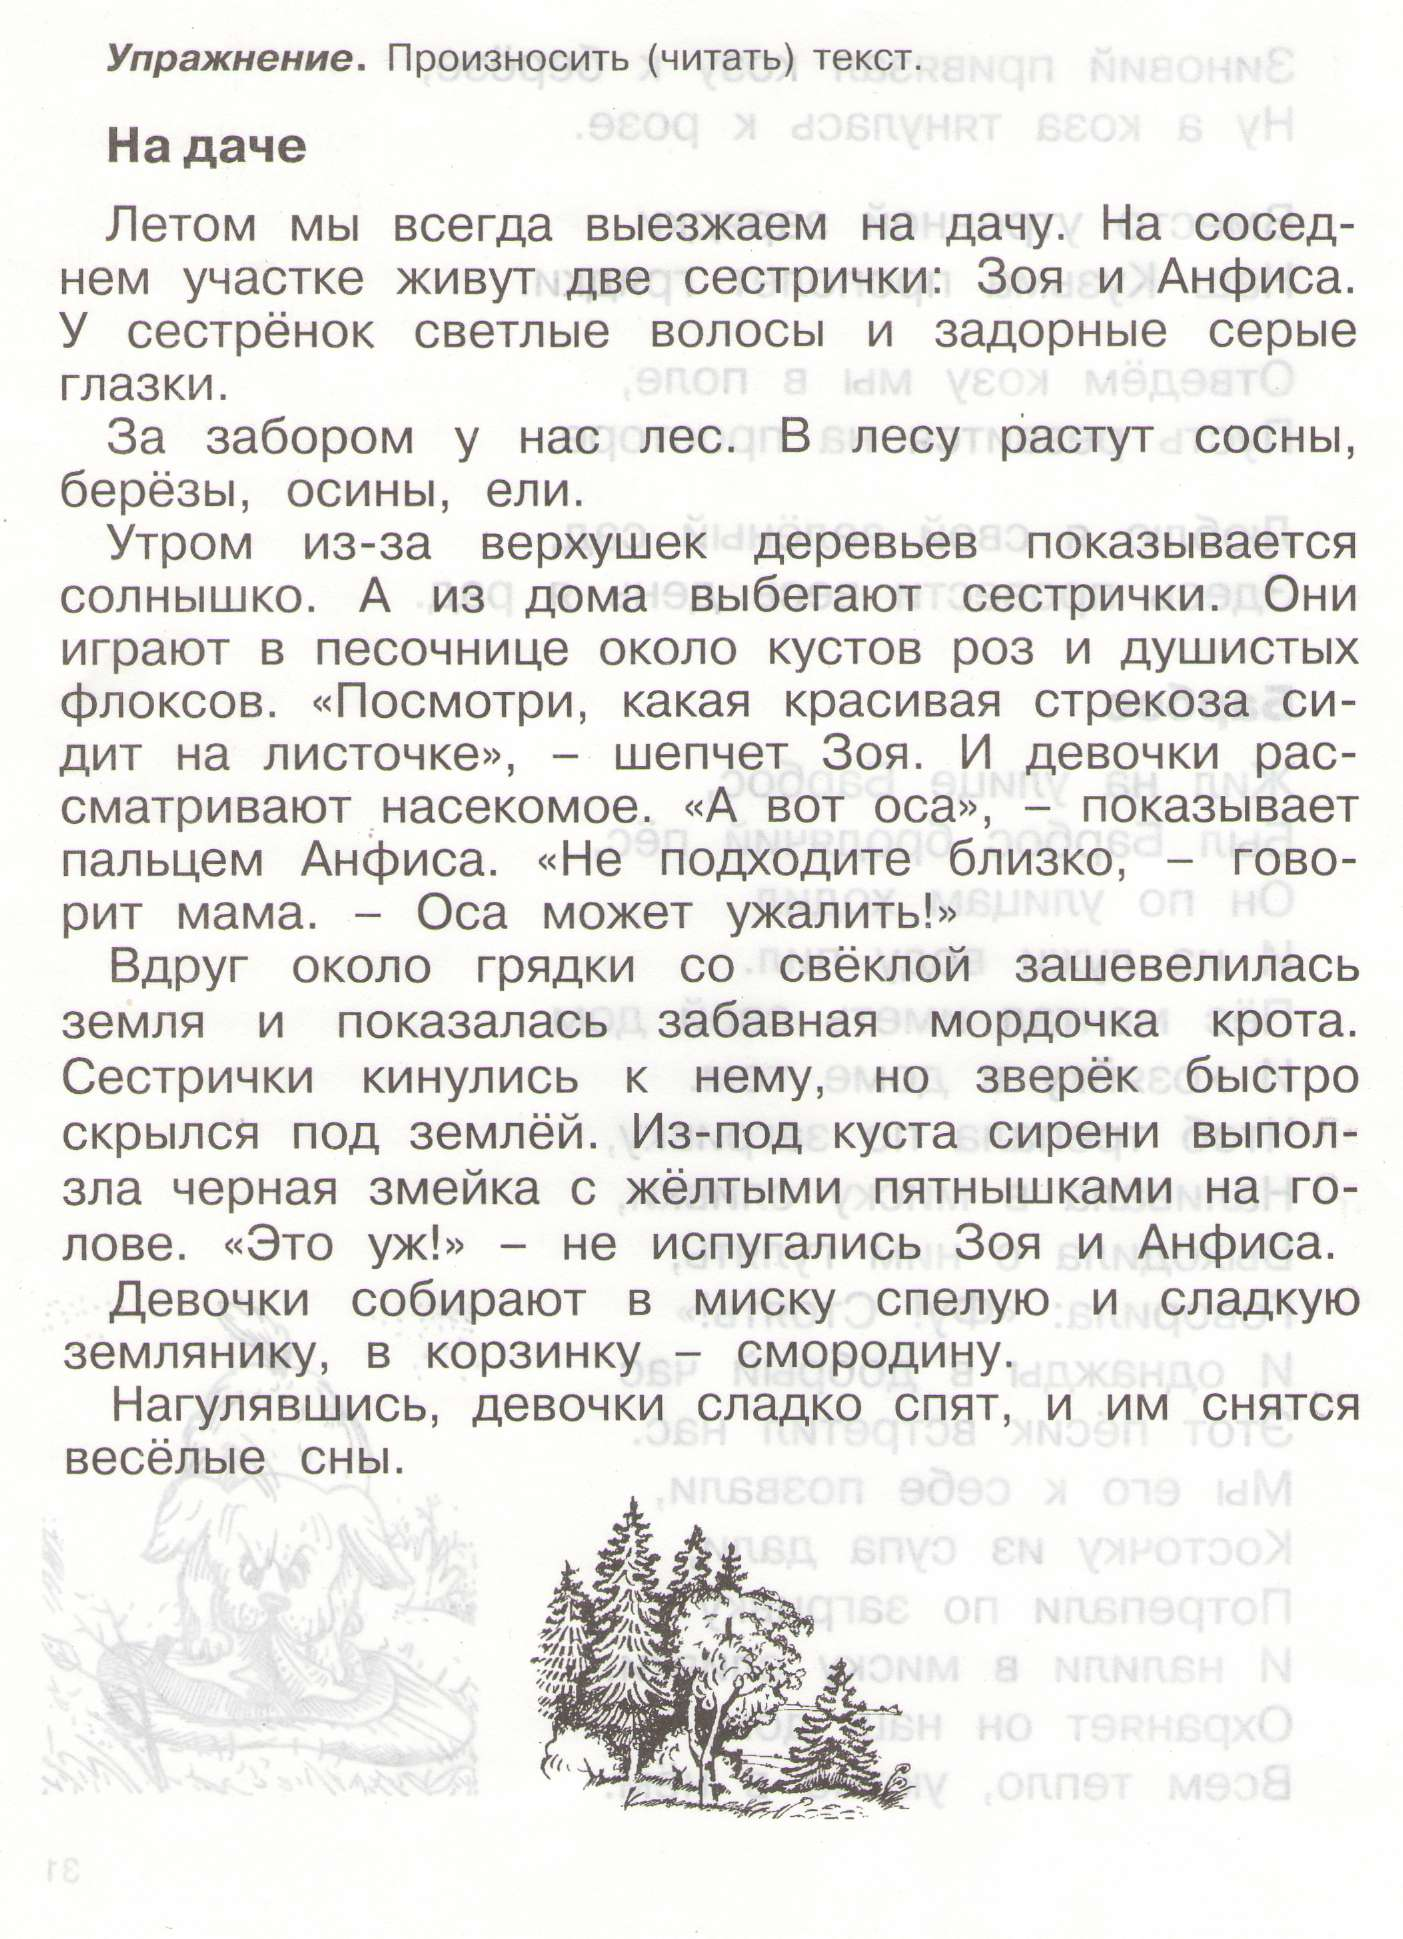 Упражнение. Произносить (читать) текст.
На даче
Летом мы всегда выезжаем на дачу. На сосед-
нем участке живут две сестрички: Зоя и Анфиса.
У сестрёнок светлые волосы и задорные серые
глазки.
За забором у нас лес. В лесу растут сосны,
берёзы, осины, ели.
Утром из-за верхушек деревьев показывается
солнышко. А из дома выбегают сестрички. Они
играют в песочнице около кустов роз и душистых
флоксов. «Посмотри, какая красивая стрекоза си-
дит на листочке», – шепчет Зоя. И девочки рас-
сматривают насекомое. «А вот оса», – показывает
пальцем Анфиса. «Не подходите близко, – гово-
рит мама. – Оса может ужалить!»
Вдруг около грядки со свёклой зашевелилась
земля и показалась забавная мордочка крота.
Сестрички кинулись к нему, но зверёк быстро
скрылся под землёй. Из-под куста сирени выпол-
зла черная змейка с жёлтыми пятнышками на го-
лове. «Это уж!» – не испугались Зоя и Анфиса.
Девочки собирают в миску спелую и сладкую
землянику, в корзинку – смородину.
Нагулявшись, девочки сладко спят, и им снятся
весёлые сны.